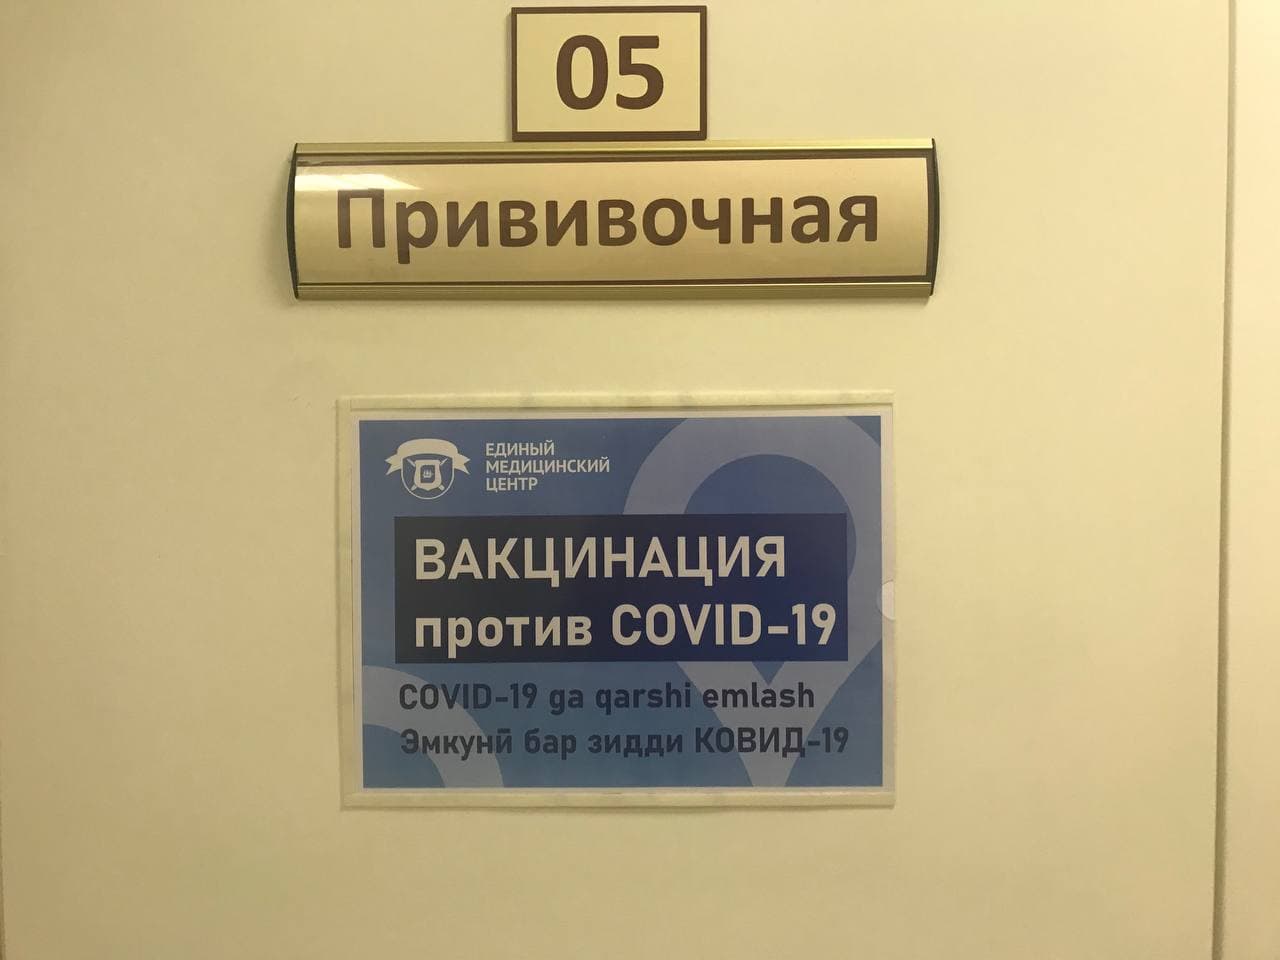 05
Прививочная
ЕДИНЫЙ
МЕДИЦИНСКИЙ
ЦЕНТР
ВАКЦИНАЦИЯ
против COVID-19
COVID-19 ga qarshi emlash
Эмкунӣ бар зидди КОВИД-19